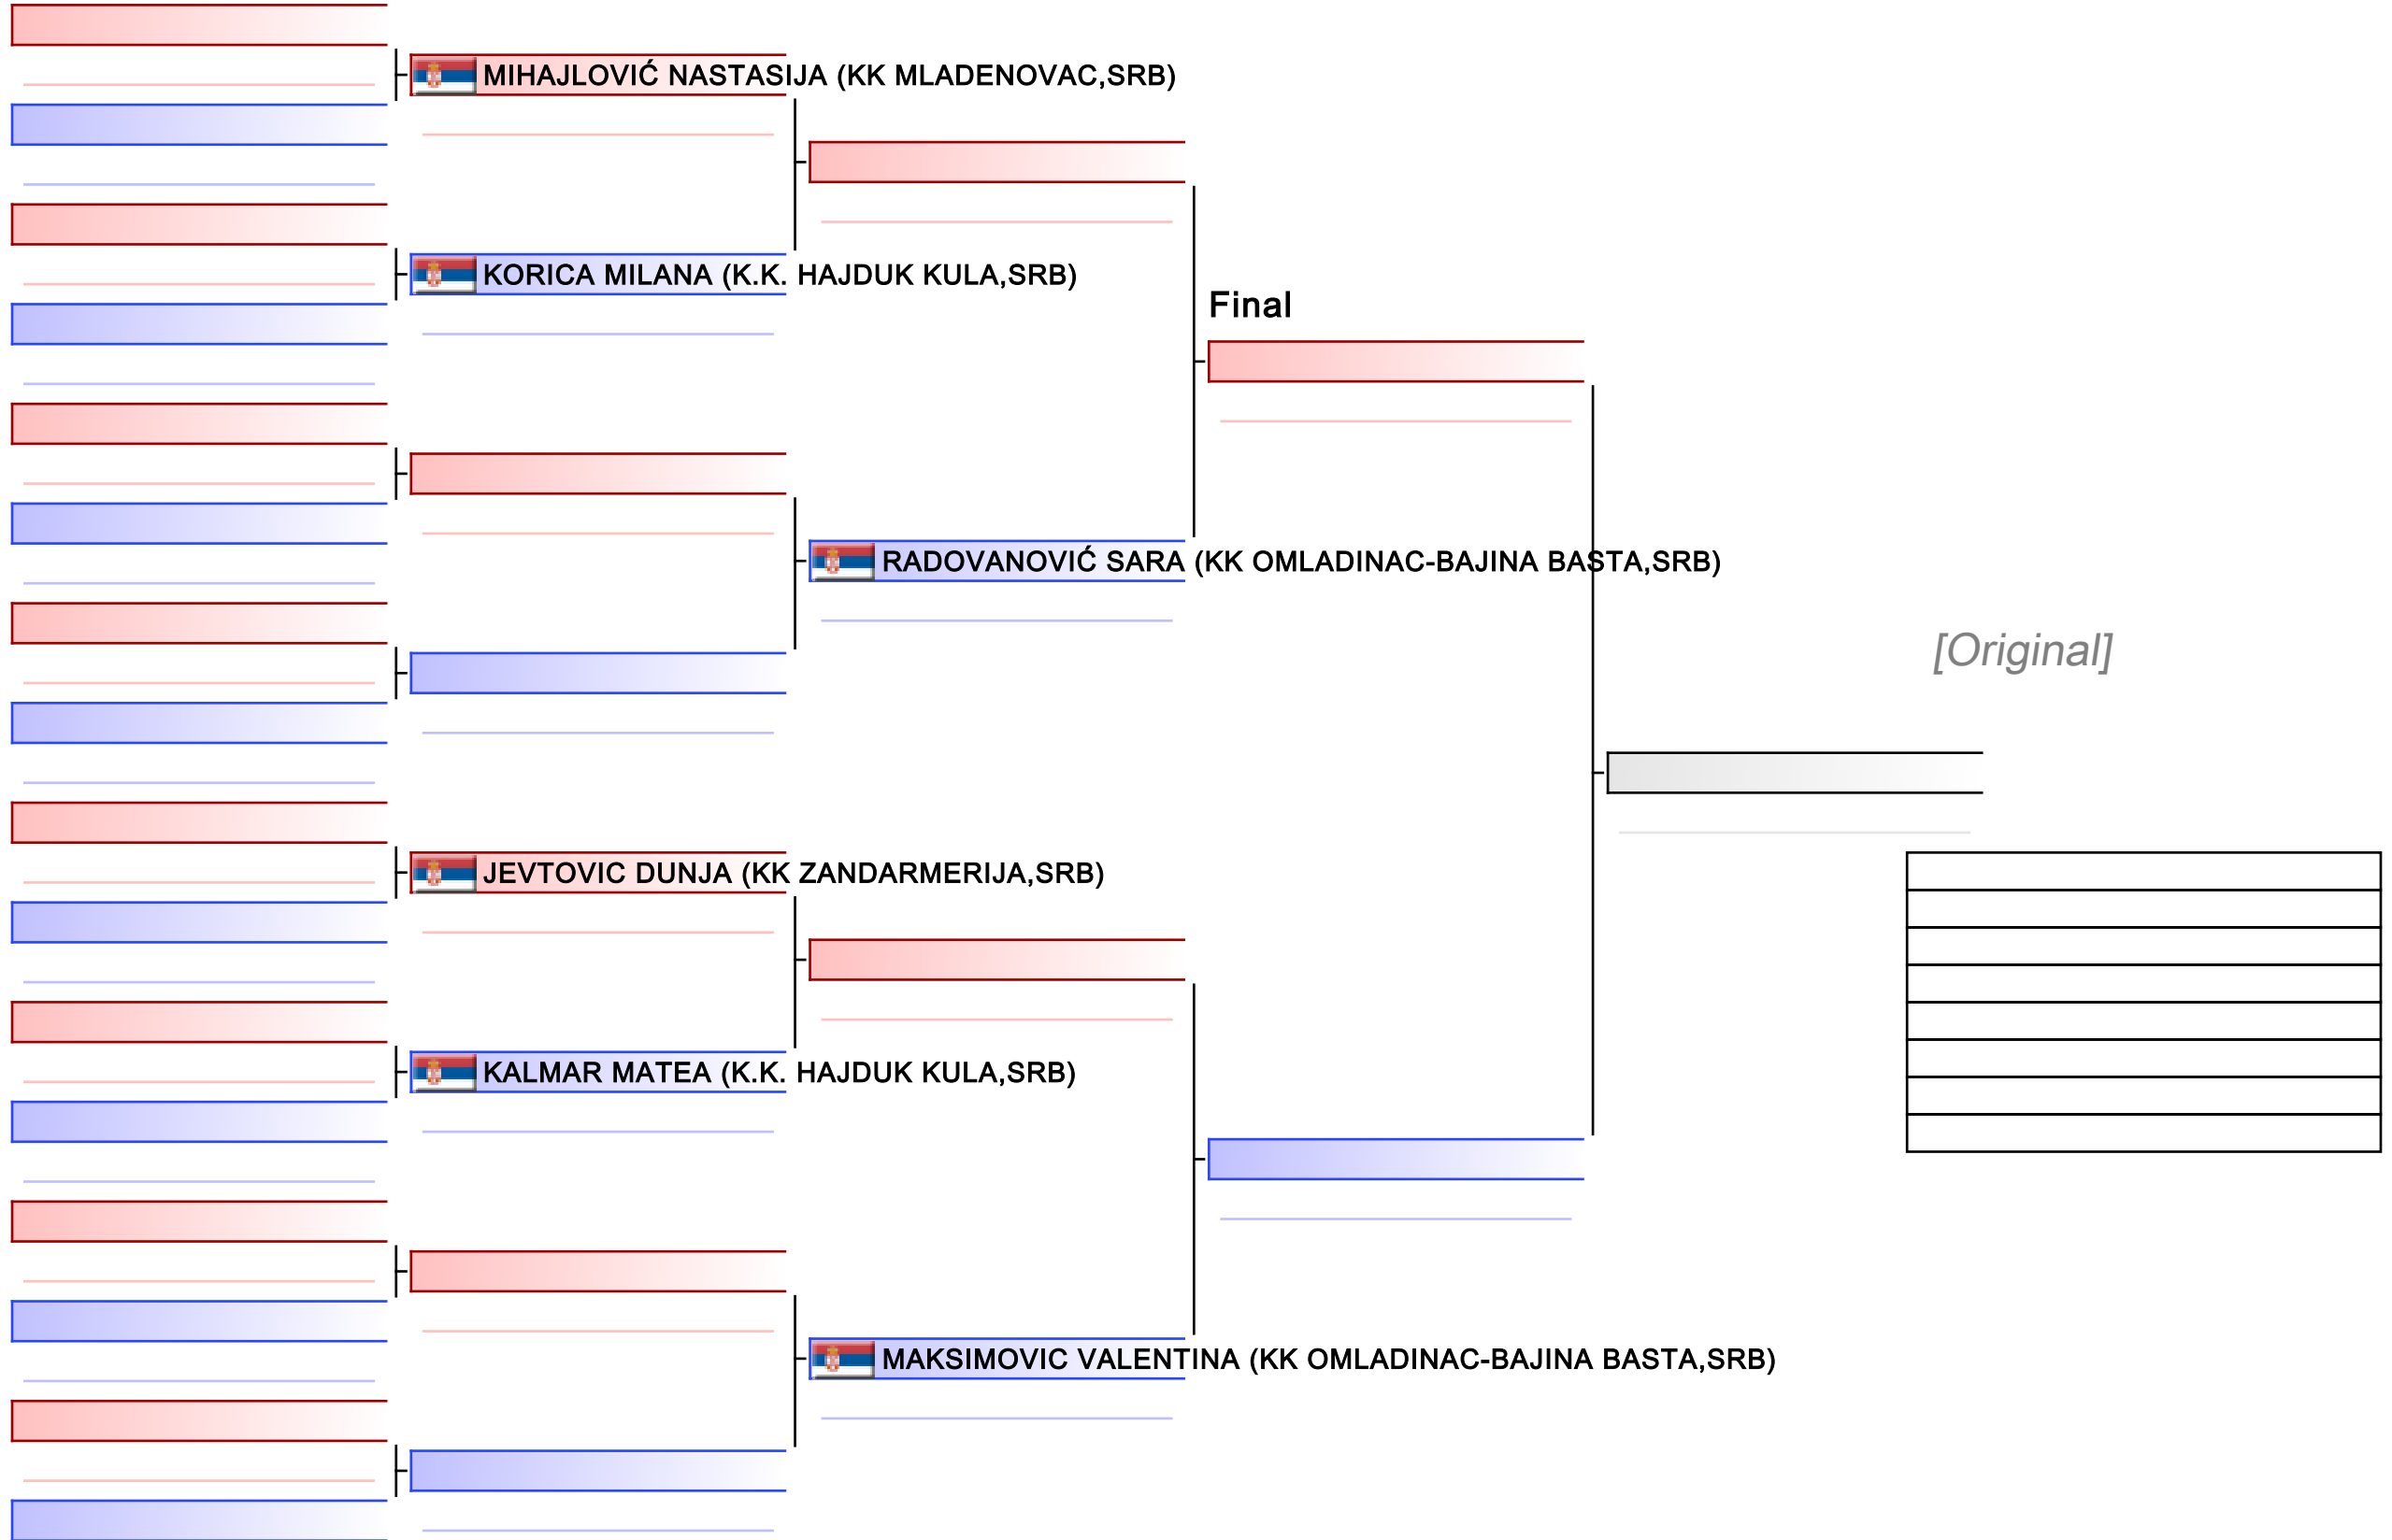 MIHAJLOVIĆ NASTASIJA (KK MLADENOVAC,SRB)
KORICA MILANA (K.K. HAJDUK KULA,SRB)
Final
RADOVANOVIĆ SARA (KK OMLADINAC-BAJINA BASTA,SRB)
[Original]
JEVTOVIC DUNJA (KK ZANDARMERIJA,SRB)
KALMAR MATEA (K.K. HAJDUK KULA,SRB)
MAKSIMOVIC VALENTINA (KK OMLADINAC-BAJINA BASTA,SRB)